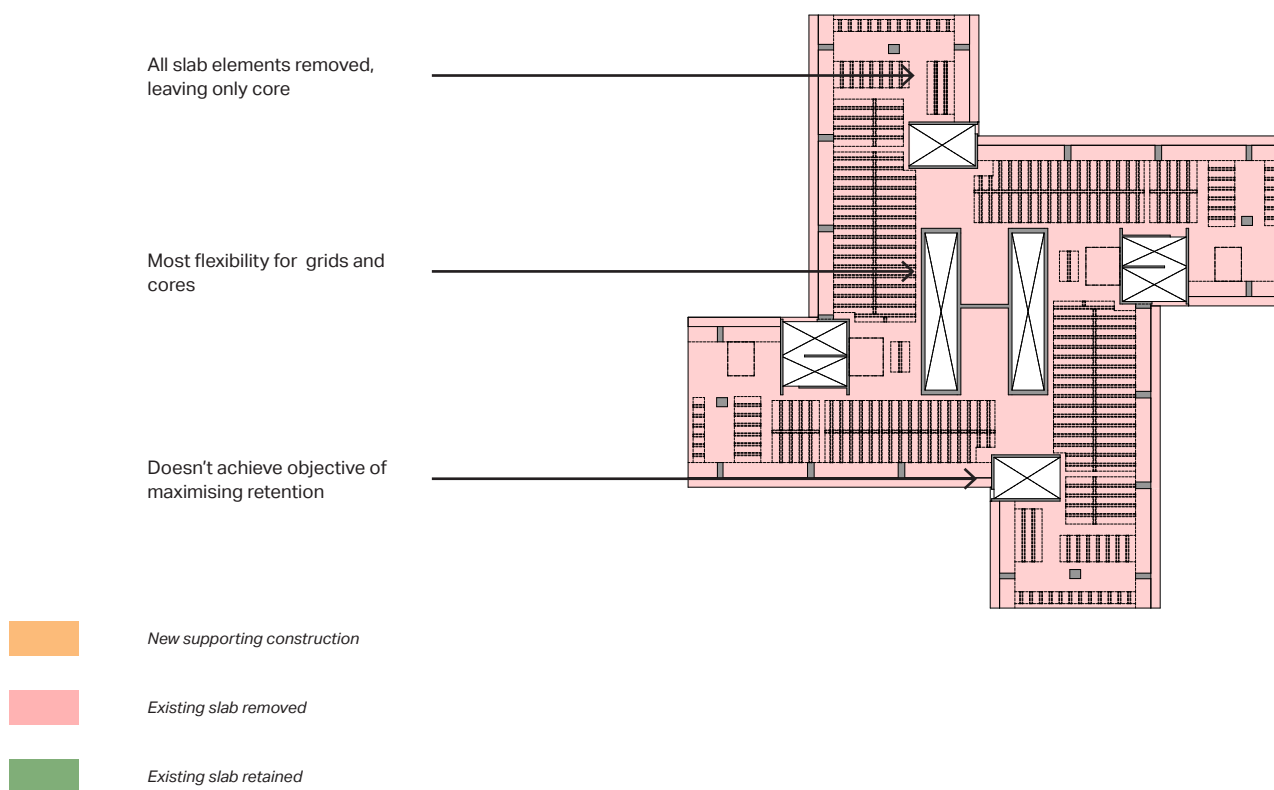 All slab elements removed,
leaving only core
Most flexibility for grids and
cores
Doesn't achieve objective of
maximising retention
New supporting construction
Existing slab removed
Existing slab retained